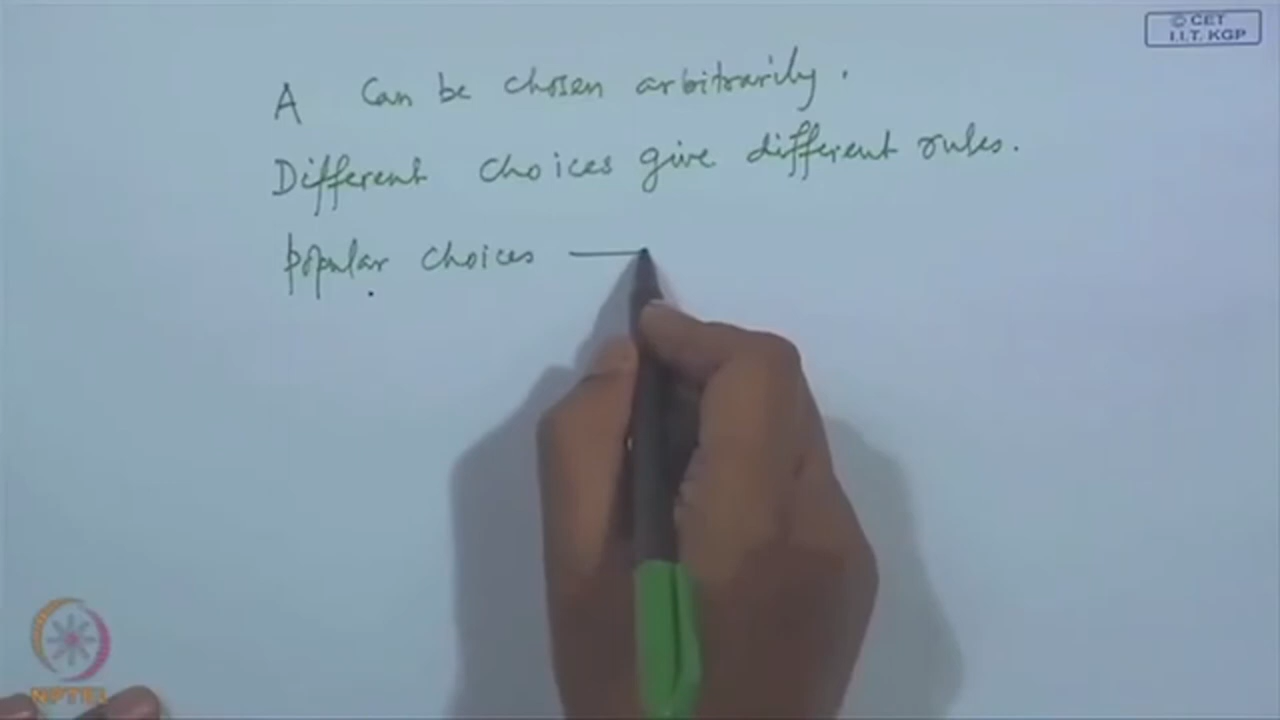 © CET
I.I.T. KGP
A can be chosen arbitrarily.
Different choices give different rules.
popular choices —
NPTEL